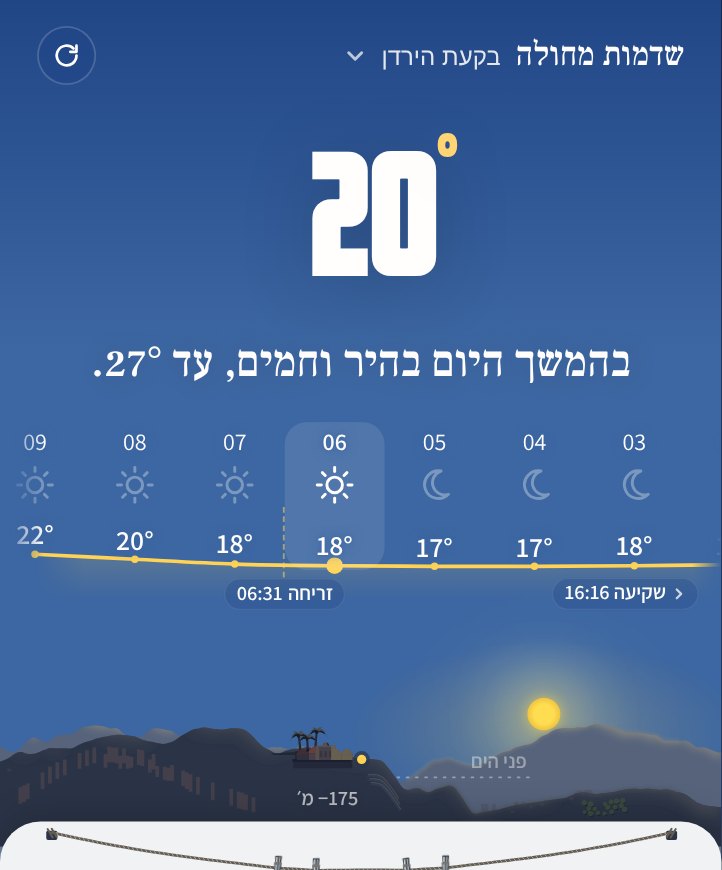 שדמות מחולה בקעת הירדן
20°
בהמשך היום בהיר וחמים, עד 27°.
03 04 05 06 07 08 09
18° 17° 17° 18° 18° 20° 22°
שקיעה 16:16 זריחה 06:31
פני הים
−175 מ׳